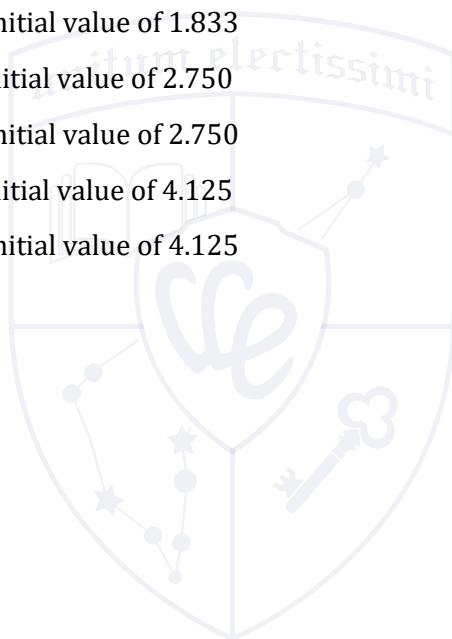 nitial value of 1.833
nitial value of 2.750
nitial value of 2.750
nitial value of 4.125
nitial value of 4.125
electissimi